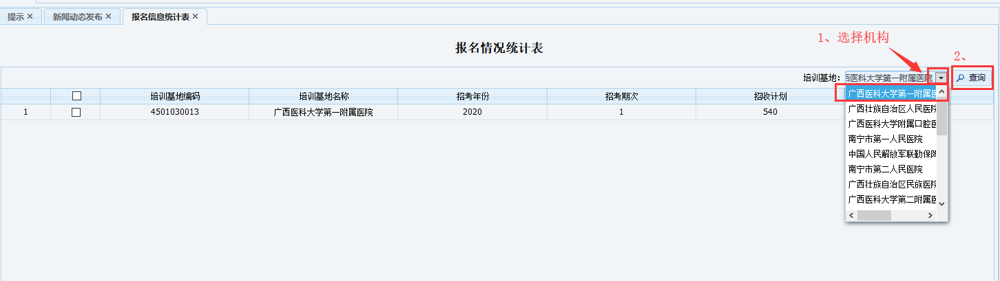 提示 新闻动态发布 报名信息统计表
1、选择机构
报名情况统计表
2、
培训基地: 医科大学第一附属医院 查询
培训基地编码 培训基地名称 招考年份 招考期次 招收计划
1 4501030013 广西医科大学第一附属医院 2020 1 540
广西医科大学第一附属医
广西壮族自治区人民医院
广西医科大学附属口腔医
南宁市第一人民医院
中国人民解放军联勤保障
南宁市第二人民医院
广西壮族自治区民族医院
广西医科大学第二附属医